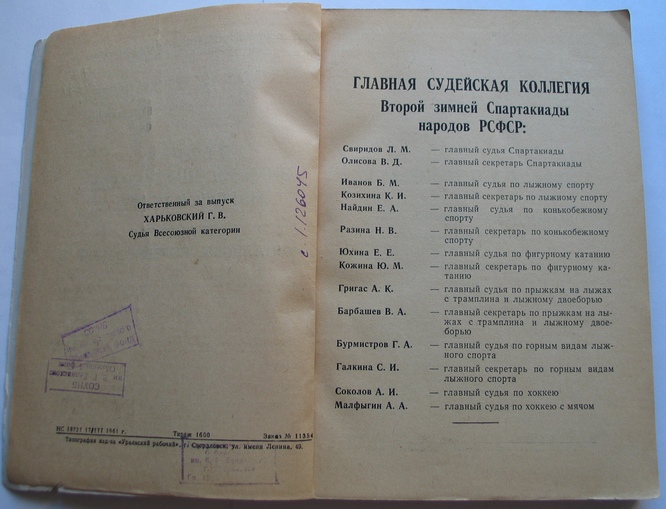 Ответственный за выпуск
ХАРЬКОВСКИЙ Г. В.
Судья Всесоюзной категории
с 1.126045
СОУНБ
1961 г.
Тираж 1600
Заказ №
Типография изд-ва «Уральский рабочий», г. Свердловск, ул. имени Ленина, 49.
ГЛАВНАЯ СУДЕЙСКАЯ КОЛЛЕГИЯ
Второй зимней Спартакиады
народов РСФСР:
Свиридов Л. М. — главный судья Спартакиады
Олисова В. Д. — главный секретарь Спартакиады
Иванов Б. М. — главный судья по лыжному спорту
Козихина К. И. — главный секретарь по лыжному спорту
Найдин Е. А. — главный судья по конькобежному
спорту
Разина Н. В. — главный секретарь по конькобежному
спорту
Юхина Е. Е. — главный судья по фигурному катанию
Кожина Ю. М. — главный секретарь по фигурному ка-
танию
Григас А. К. — главный судья по прыжкам на лыжах
с трамплина и лыжному двоеборью
Барбашев В. А. — главный секретарь по прыжкам на лы-
жах с трамплина и лыжному двое-
борью
Бурмистров Г. А. — главный судья по горным видам лыж-
ного спорта
Галкина С. И. — главный секретарь по горным видам
лыжного спорта
Соколов А. И. — главный судья по хоккею
Малфыгин А. А. — главный судья по хоккею с мячом